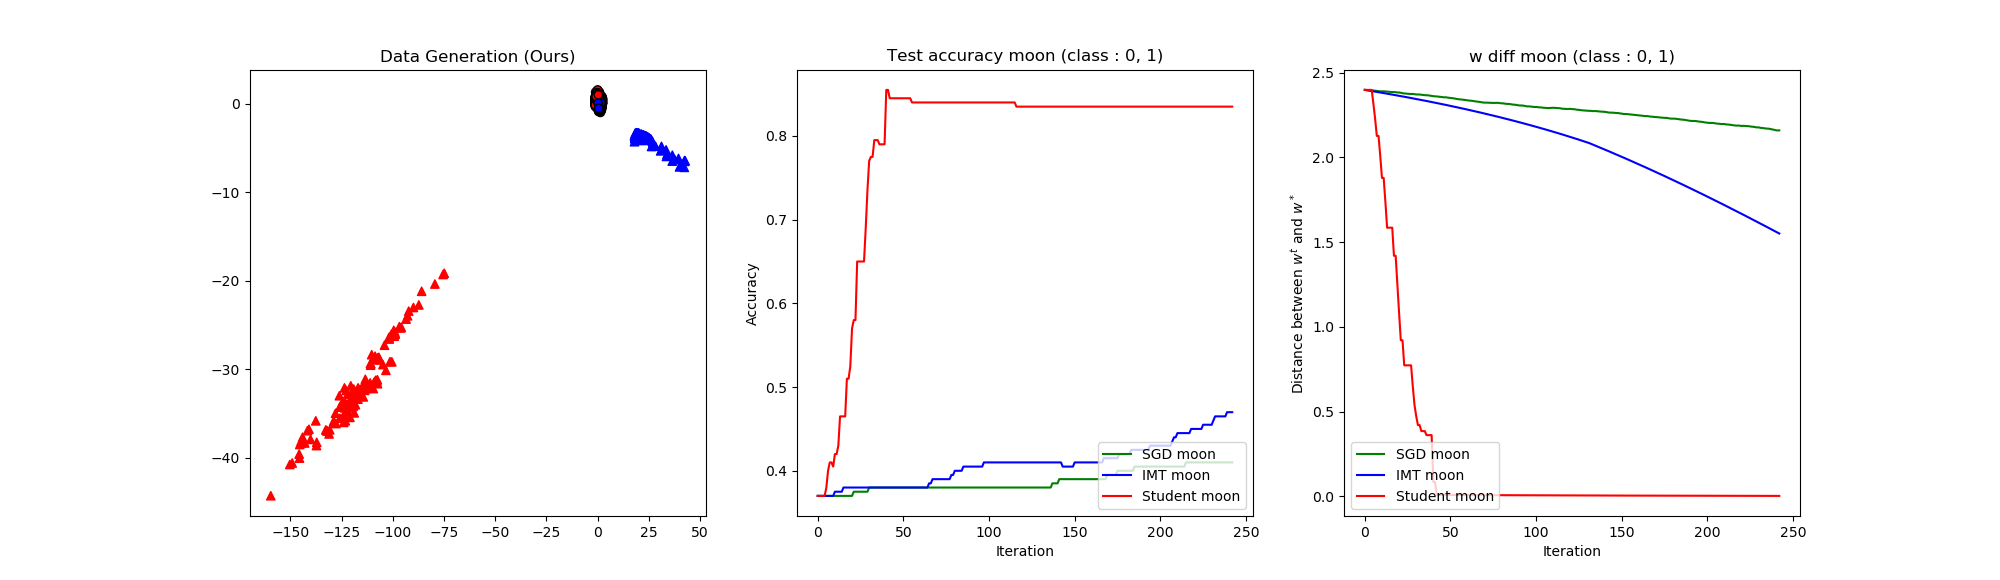 Data Generation (Ours)
0
−10
−20
−30
−40
−150
−125
−100
−75
−50
−25
0
25
50
Test accuracy moon (class : 0, 1)
Accuracy
0.8
0.7
0.6
0.5
0.4
SGD moon
IMT moon
Student moon
0
50
100
150
200
250
Iteration
w diff moon (class : 0, 1)
Distance between w^t and w^*
2.5
2.0
1.5
1.0
0.5
0.0
SGD moon
IMT moon
Student moon
0
50
100
150
200
250
Iteration